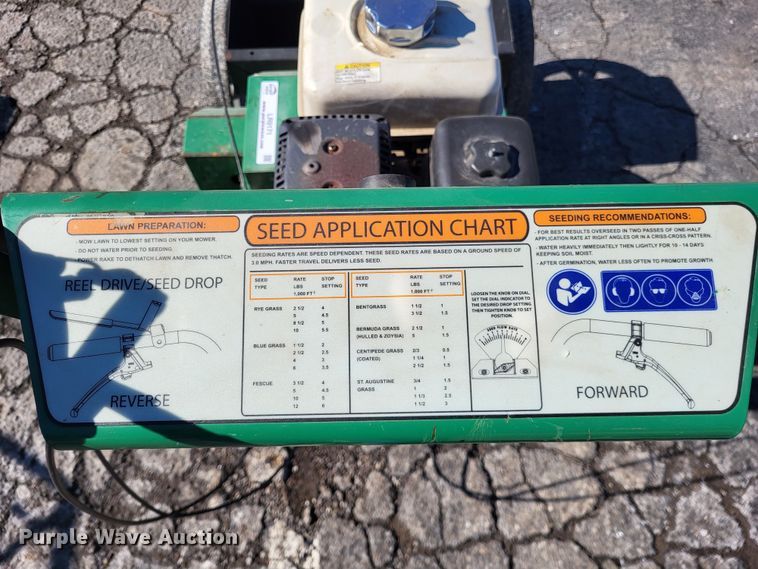 CAUTION
LAWN PREPARATION:
- MOW LAWN TO LOWEST SETTING ON YOUR MOWER.
- DO NOT WATER PRIOR TO SEEDING.
- POWER RAKE TO DETHATCH LAWN AND REMOVE THATCH.
REEL DRIVE/SEED DROP
REVERSE
SEED APPLICATION CHART
SEEDING RATES ARE SPEED DEPENDENT. THESE SEED RATES ARE BASED ON A GROUND SPEED OF
3.0 MPH. FASTER TRAVEL DELIVERS LESS SEED.
SEED RATE STOP
TYPE LBS SETTING
1,000 FT²
RYE GRASS 2 1/2 4
5 4.5
8 1/2 5
10 5.5
BLUE GRASS 1 1/2 2
2 1/2 2.5
4 3
6 3.5
FESCUE 3 1/2 4
5 4.5
10 5
12 6
SEED RATE STOP
TYPE LBS SETTING
1,000 FT²
BENTGRASS 1 1/2 1
3 1/2 1.5
BERMUDA GRASS 2 1/2 1
(HULLED & ZOYSIA) 5 1.5
CENTIPEDE GRASS 2/3 0.5
(COATED) 1 1/4 1
2 1/2 1.5
ST. AUGUSTINE 3/4 1.5
GRASS 1 2
1 1/3 2.5
1 1/2 3
LOOSEN THE KNOB ON DIAL.
SET THE DIAL INDICATOR TO
THE DESIRED DROP SETTING
THEN TIGHTEN KNOB TO SET
POSITION.
SEED FLOW RATE
SEEDING RECOMMENDATIONS:
- FOR BEST RESULTS OVERSEED IN TWO PASSES OF ONE-HALF
APPLICATION RATE AT RIGHT ANGLES OR IN A CRISS-CROSS PATTERN.
- WATER HEAVILY IMMEDIATELY THEN LIGHTLY FOR 10 - 14 DAYS
KEEPING SOIL MOIST.
- AFTER GERMINATION, WATER LESS OFTEN TO PROMOTE GROWTH.
FORWARD
Purple Wave Auction